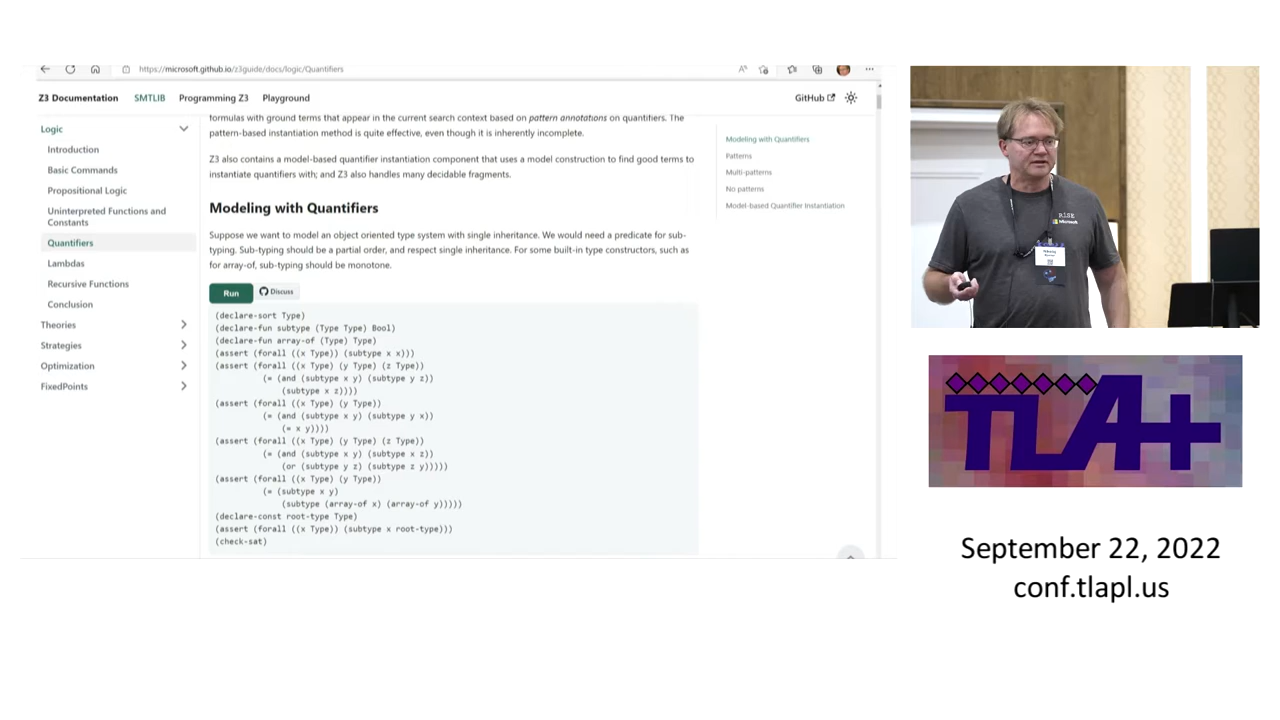 https://microsoft.github.io/z3guide/docs/logic/Quantifiers
Z3 Documentation SMTLIB Programming Z3 Playground GitHub
Logic
Introduction
Basic Commands
Propositional Logic
Uninterpreted Functions and
Constants
Quantifiers
Lambdas
Recursive Functions
Conclusion
Theories
Strategies
Optimization
FixedPoints
formulas with ground terms that appear in the current search context based on pattern annotations on quantifiers. The
pattern-based instantiation method is quite effective, even though it is inherently incomplete.
Z3 also contains a model-based quantifier instantiation component that uses a model construction to find good terms to
instantiate quantifiers with; and Z3 also handles many decidable fragments.
Modeling with Quantifiers
Suppose we want to model an object oriented type system with single inheritance. We would need a predicate for sub-
typing. Sub-typing should be a partial order, and respect single inheritance. For some built-in type constructors, such as
for array-of, sub-typing should be monotone.
Run Discuss
(declare-sort Type)
(declare-fun subtype (Type Type) Bool)
(declare-fun array-of (Type) Type)
(assert (forall ((x Type)) (subtype x x)))
(assert (forall ((x Type) (y Type) (z Type))
(= (and (subtype x y) (subtype y z))
(subtype x z))))
(assert (forall ((x Type) (y Type))
(= (and (subtype x y) (subtype y x))
(= x y))))
(assert (forall ((x Type) (y Type) (z Type))
(= (and (subtype x y) (subtype x z))
(or (subtype y z) (subtype z y)))))
(assert (forall ((x Type) (y Type))
(= (subtype x y)
(subtype (array-of x) (array-of y)))))
(declare-const root-type Type)
(assert (forall ((x Type)) (subtype x root-type)))
(check-sat)
Modeling with Quantifiers
Patterns
Multi-patterns
No patterns
Model-based Quantifier Instantiation
RiSE
Microsoft
TLA+
September 22, 2022
conf.tlapl.us